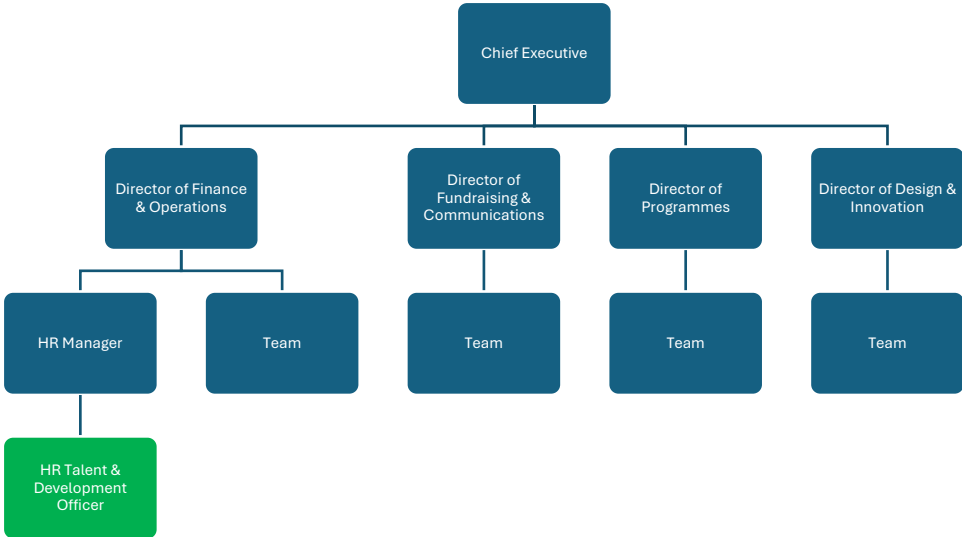 Chief Executive
Director of Finance
& Operations
Director of
Fundraising &
Communications
Director of
Programmes
Director of Design &
Innovation
HR Manager
Team
Team
Team
Team
HR Talent &
Development
Officer